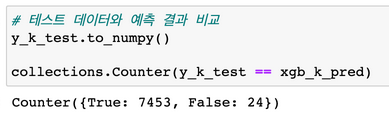 # 테스트 데이터와 예측 결과 비교
y_k_test.to_numpy()
collections.Counter(y_k_test == xgb_k_pred)
Counter({True: 7453, False: 24})